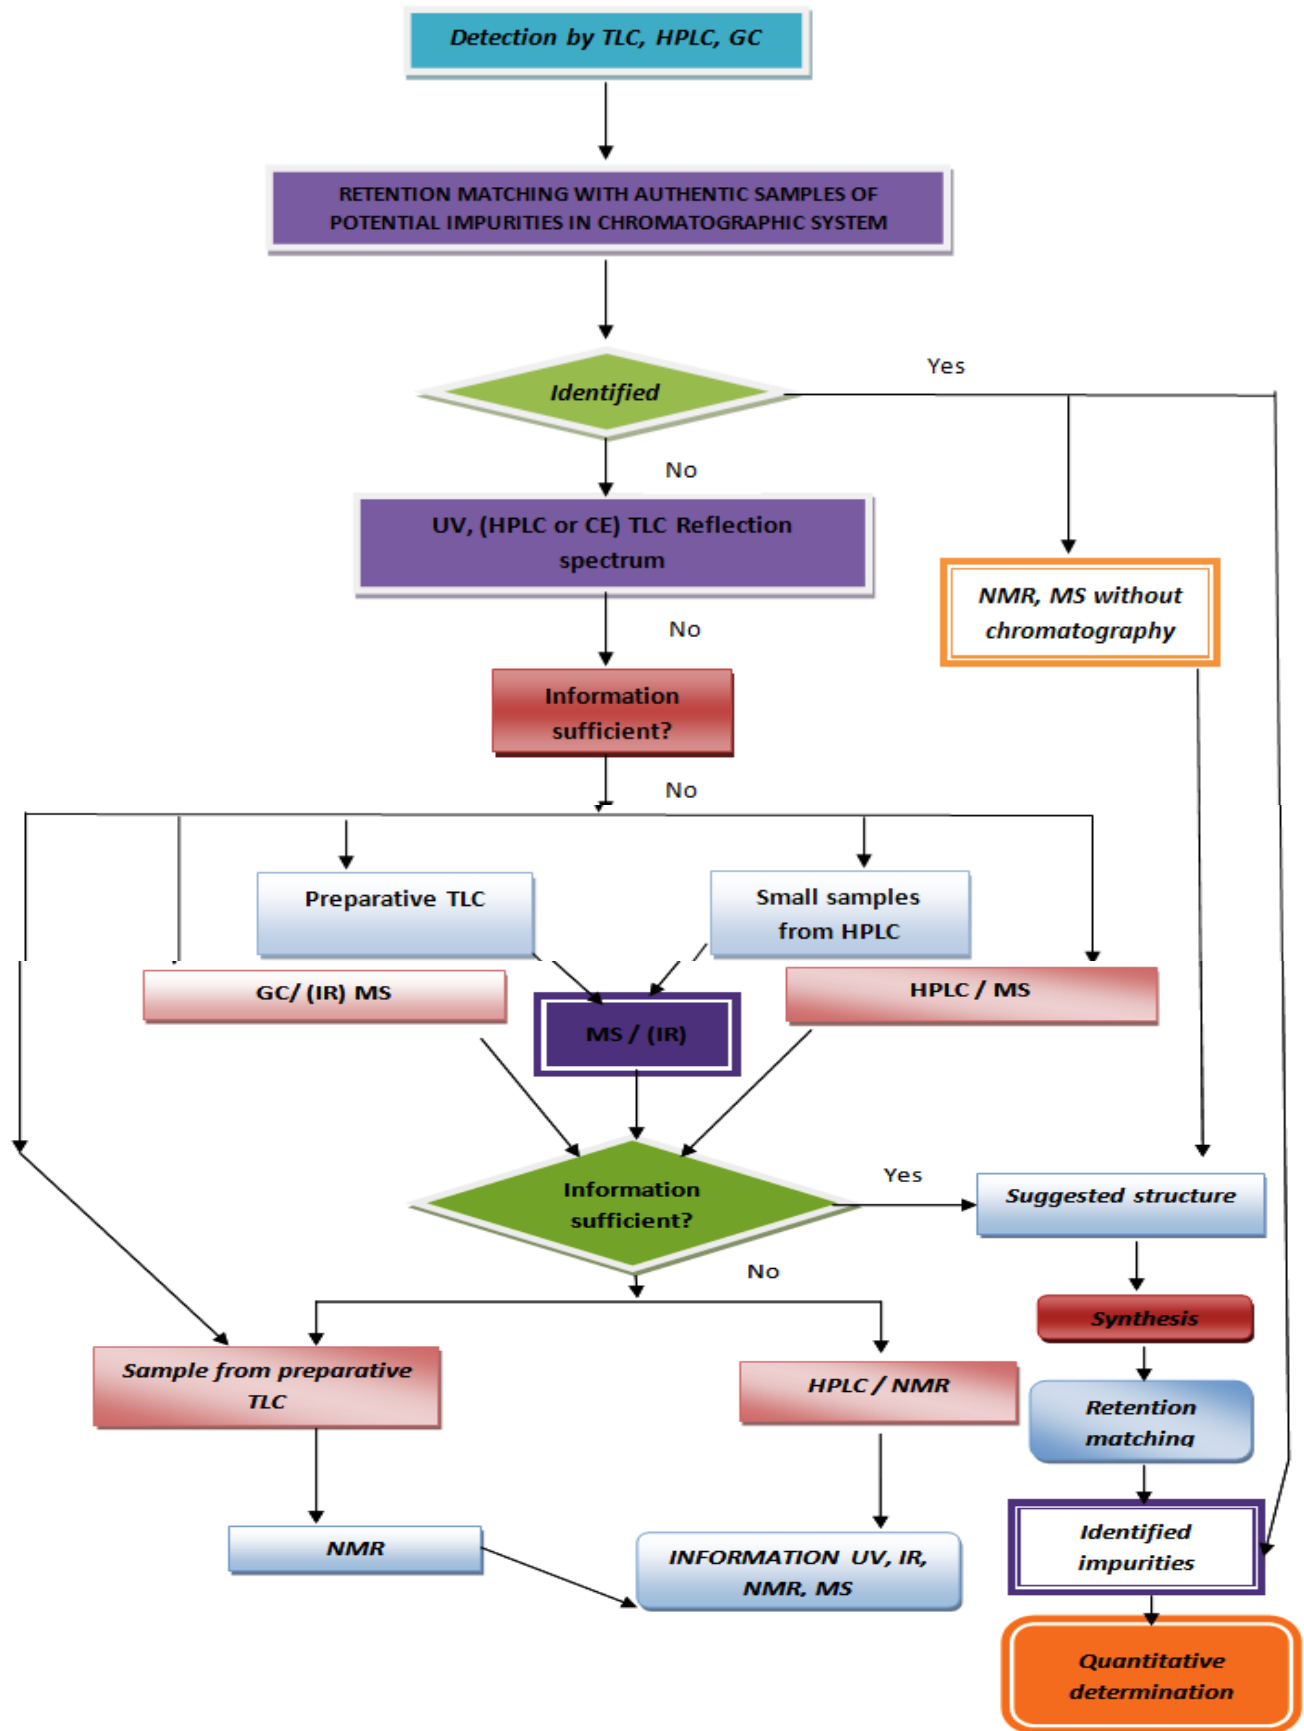 Detection by TLC, HPLC, GC
RETENTION MATCHING WITH AUTHENTIC SAMPLES OF
POTENTIAL IMPURITIES IN CHROMATOGRAPHIC SYSTEM
Yes
Identified
No
UV, (HPLC or CE) TLC Reflection
spectrum
NMR, MS without
chromatography
No
Information
sufficient?
No
Preparative TLC
Small samples
from HPLC
GC/ (IR) MS
HPLC / MS
MS / (IR)
Information
sufficient?
Yes
Suggested structure
No
Synthesis
Sample from preparative
TLC
HPLC / NMR
Retention
matching
NMR
INFORMATION UV, IR,
NMR, MS
Identified
impurities
Quantitative
determination